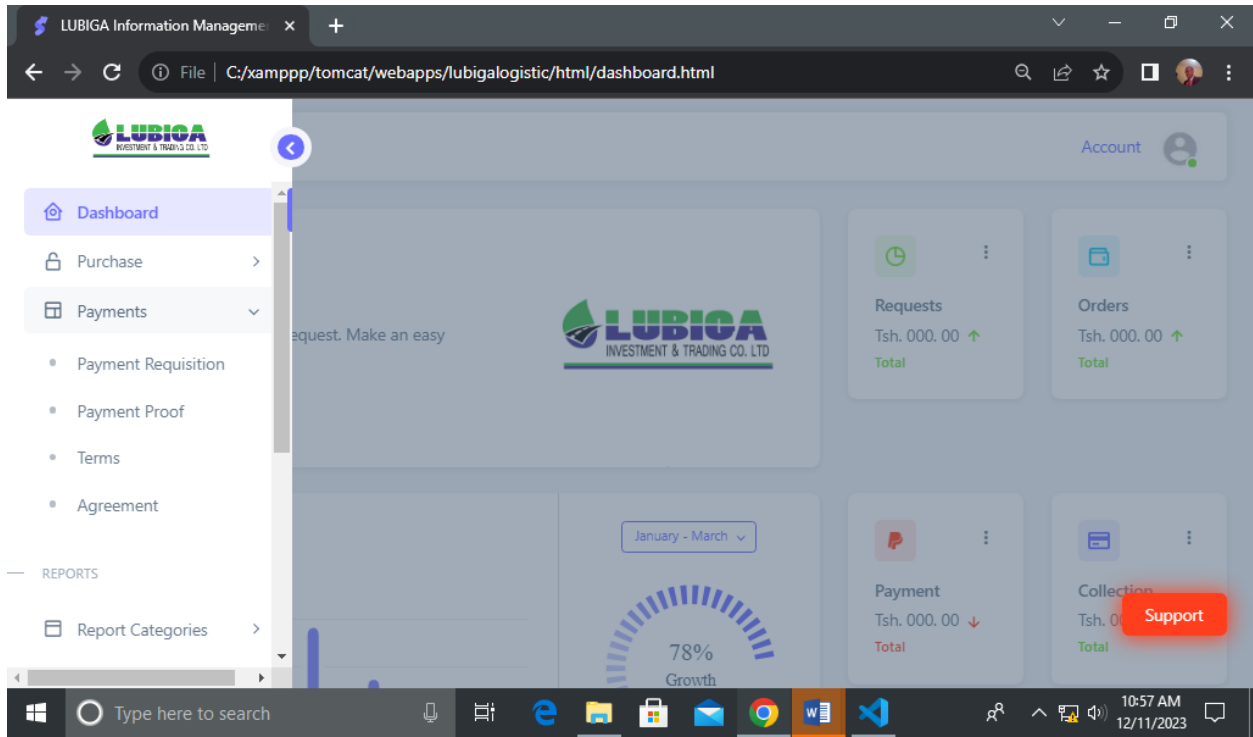 LUBIGA Information Managemer
File C:/xamppp/tomcat/webapps/lubigalogistic/html/dashboard.html
LUBIGA
INVESTMENT & TRADING CO. LTD
Account
Dashboard
Purchase
Payments
Payment Requisition
Payment Proof
Terms
Agreement
REPORTS
Report Categories
equest. Make an easy
LUBIGA
INVESTMENT & TRADING CO. LTD
Requests
Tsh. 000. 00
Total
Orders
Tsh. 000. 00
Total
January - March
78%
Growth
Payment
Tsh. 000. 00
Total
Collection
Tsh. 0
Total
Support
Type here to search
10:57 AM
12/11/2023